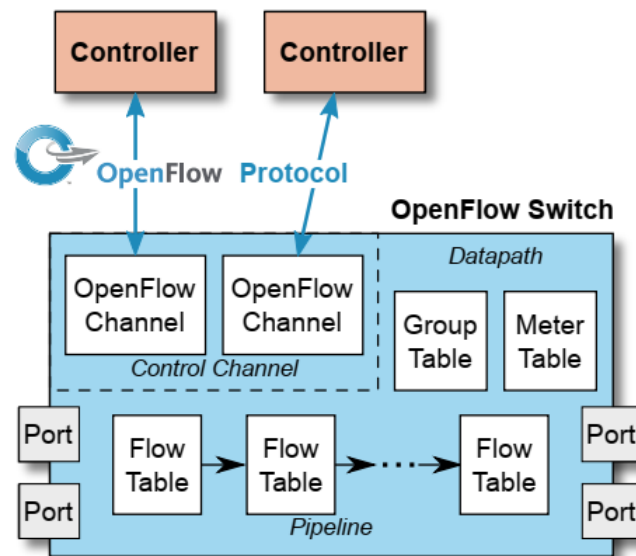 Controller
Controller
OpenFlow Protocol
OpenFlow Switch
Datapath
OpenFlow
Channel
OpenFlow
Channel
Control Channel
Group
Table
Meter
Table
Port
Port
Flow
Table
Flow
Table
...
Flow
Table
Pipeline
Port
Port